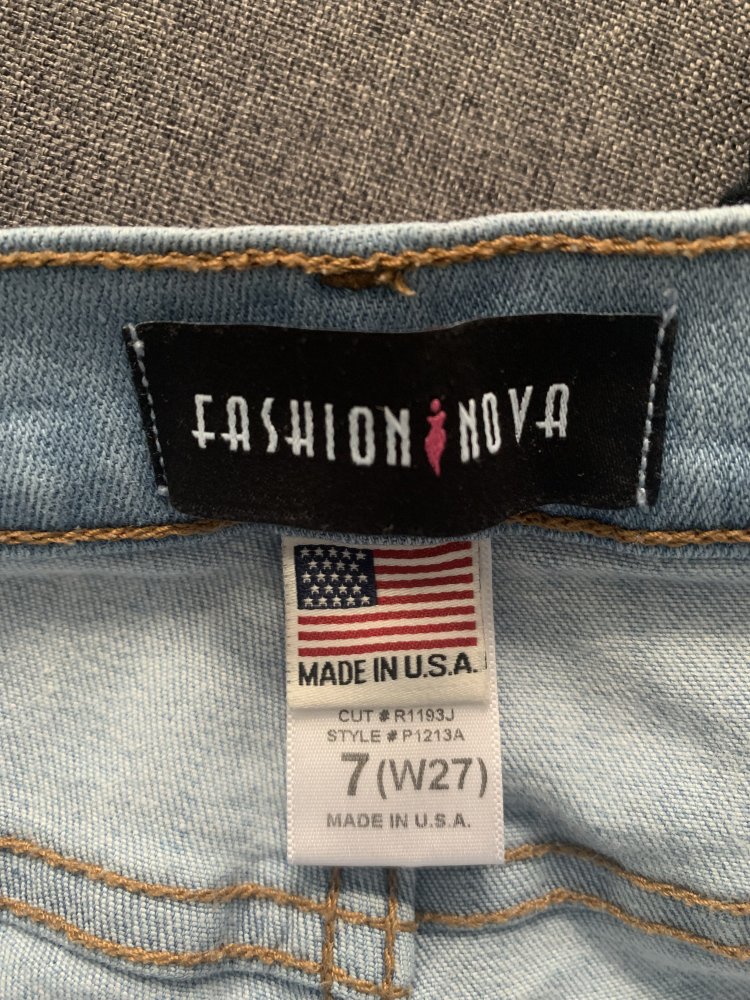 FASHION NOVA
MADE IN U.S.A.
CUT # R1193J
STYLE # P1213A
7 (W27)
MADE IN U.S.A.